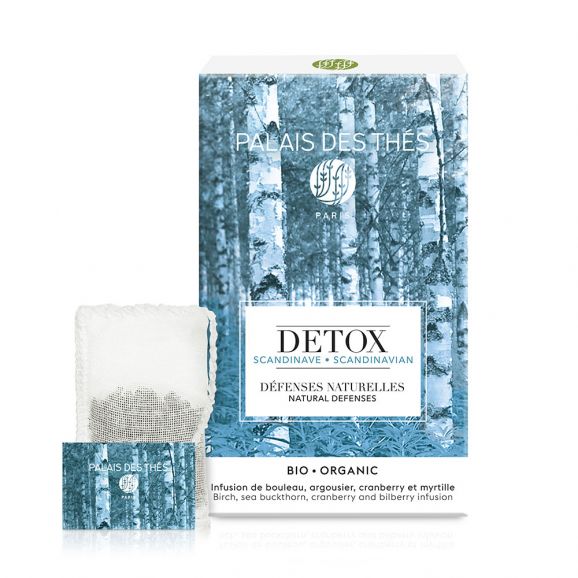 PALAIS DES THÉS
PARIS
DETOX
SCANDINAVE • SCANDINAVIAN
DÉFENSES NATURELLES
NATURAL DEFENSES
BIO • ORGANIC
Infusion de bouleau, argousier, cranberry et myrtille
Birch, sea buckthorn, cranberry and bilberry infusion
PALAIS DES THÉS
PARIS